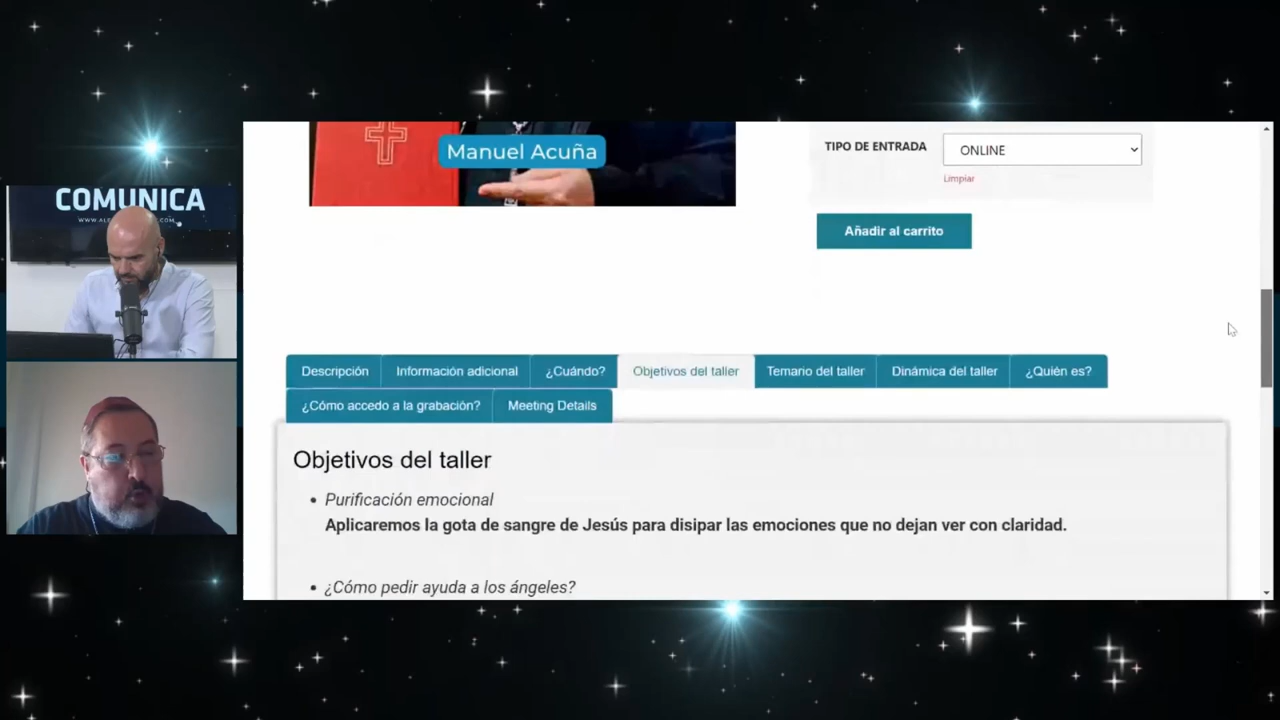 COMUNICA
Manuel Acuña
TIPO DE ENTRADA
ONLINE
Limpiar
Añadir al carrito
Descripción
Información adicional
¿Cuándo?
Objetivos del taller
Temario del taller
Dinámica del taller
¿Quién es?
¿Cómo accedo a la grabación?
Meeting Details
Objetivos del taller
• Purificación emocional
Aplicaremos la gota de sangre de Jesús para disipar las emociones que no dejan ver con claridad.
• ¿Cómo pedir ayuda a los ángeles?